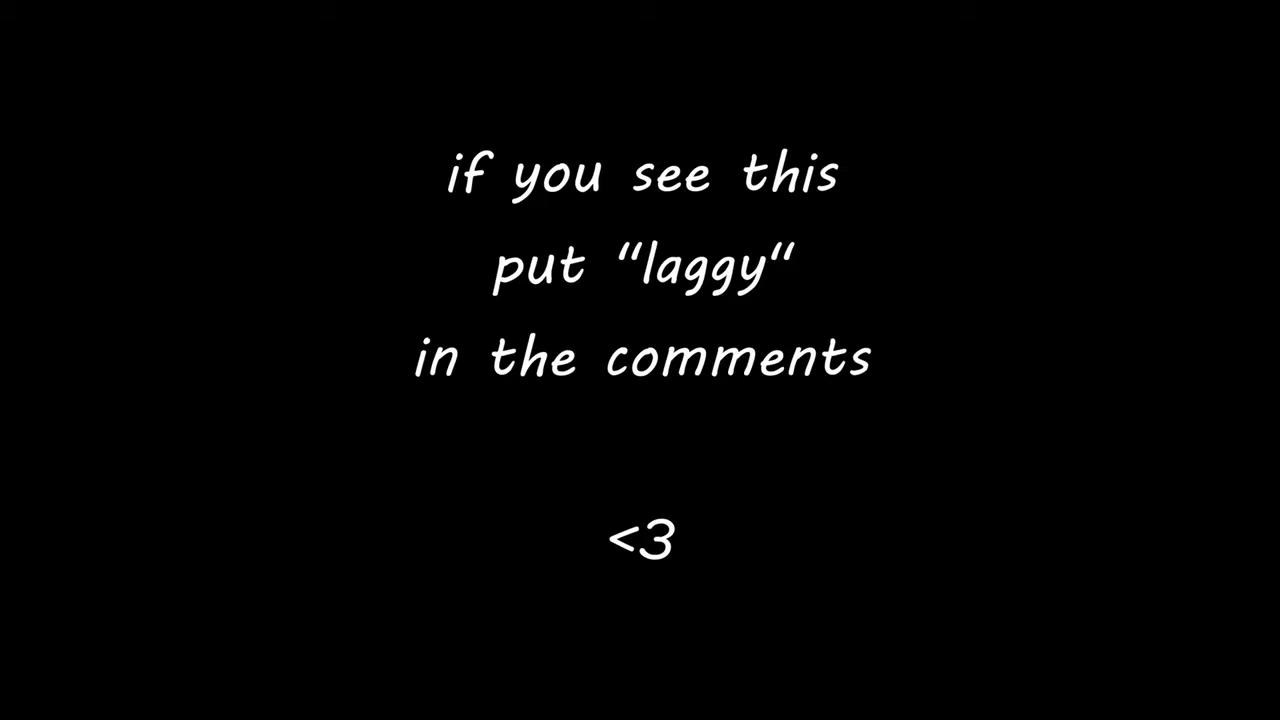 if you see this
put “laggy“
in the comments
<3